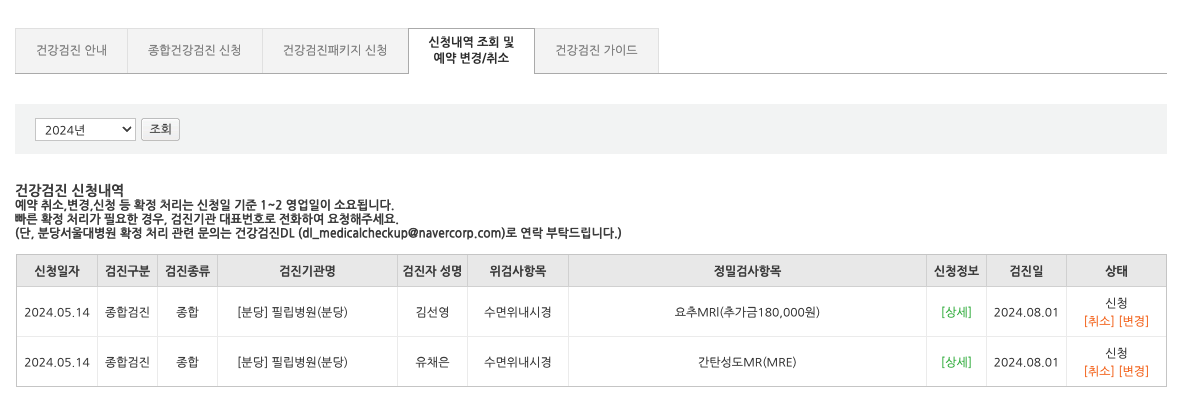 건강검진 안내
종합건강검진 신청
건강검진패키지 신청
신청내역 조회 및
예약 변경/취소
건강검진 가이드
2024년 조회
건강검진 신청내역
예약 취소,변경,신청 등 확정 처리는 신청일 기준 1~2 영업일이 소요됩니다.
빠른 확정 처리가 필요한 경우, 검진기관 대표번호로 전화하여 요청해주세요.
(단, 분당서울대병원 확정 처리 관련 문의는 건강검진DL (dl_medicalcheckup@navercorp.com)로 연락 부탁드립니다.)
신청일자 검진구분 검진종류 검진기관명 검진자 성명 위검사항목 정밀검사항목 신청정보 검진일 상태
2024.05.14 종합검진 종합 [분당] 필립병원(분당) 김선영 수면위내시경 요추MRI(추가금180,000원) [상세] 2024.08.01 신청
[취소] [변경]
2024.05.14 종합검진 종합 [분당] 필립병원(분당) 유채은 수면위내시경 간탄성도MR(MRE) [상세] 2024.08.01 신청
[취소] [변경]